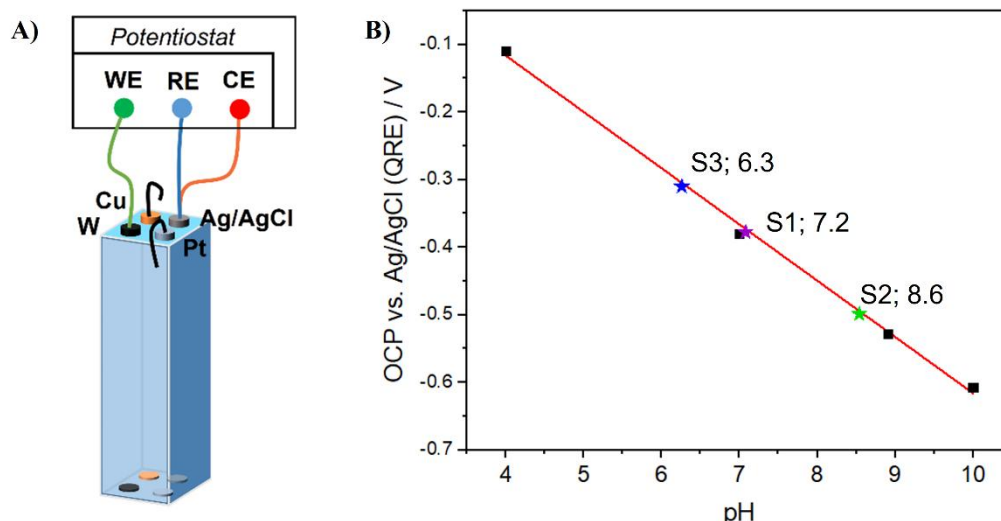 A)
Potentiostat
WE RE CE
Cu
W
Ag/AgCl
Pt
B)
OCP vs. Ag/AgCl (QRE) / V
-0.1
-0.2
-0.3
-0.4
-0.5
-0.6
-0.7
S3; 6.3
S1; 7.2
S2; 8.6
4 5 6 7 8 9 10
pH